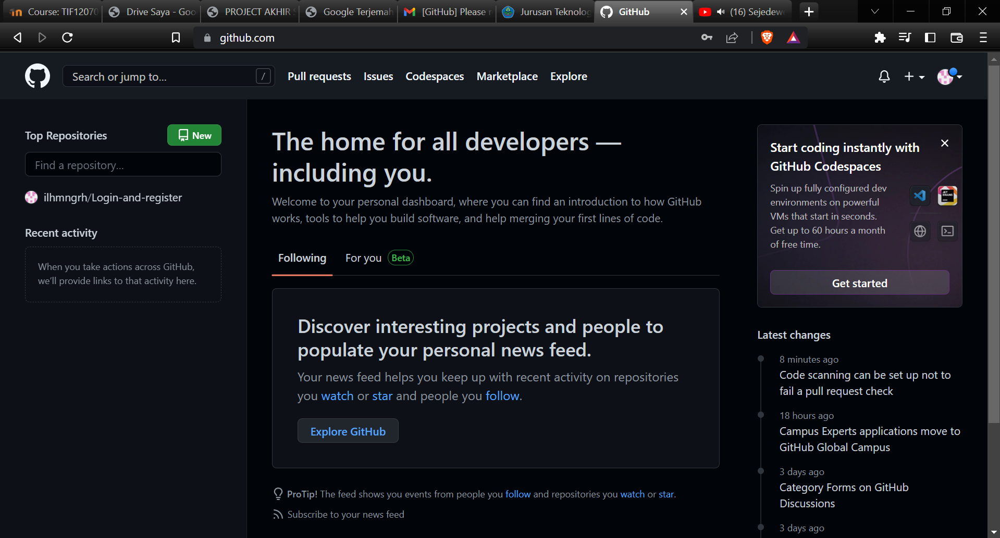 Course: TIF12070
Drive Saya - Goo
PROJECT AKHIR
Google Terjemah
[GitHub] Please
Jurusan Teknolog
GitHub
(16) Sejedew
github.com
Search or jump to...
/
Pull requests
Issues
Codespaces
Marketplace
Explore
Top Repositories
New
Find a repository...
ilhmngrh/Login-and-register
Recent activity
When you take actions across GitHub,
we'll provide links to that activity here.
The home for all developers —
including you.
Welcome to your personal dashboard, where you can find an introduction to how GitHub
works, tools to help you build software, and help merging your first lines of code.
Following
For you
Beta
Discover interesting projects and people to
populate your personal news feed.
Your news feed helps you keep up with recent activity on repositories
you watch or star and people you follow.
Explore GitHub
ProTip! The feed shows you events from people you follow and repositories you watch or star.
Subscribe to your news feed
Start coding instantly with
GitHub Codespaces
Spin up fully configured dev
environments on powerful
VMs that start in seconds.
Get up to 60 hours a month
of free time.
JET
BRAINS
Get started
Latest changes
8 minutes ago
Code scanning can be set up not to
fail a pull request check
18 hours ago
Campus Experts applications move to
GitHub Global Campus
3 days ago
Category Forms on GitHub
Discussions
3 days ago